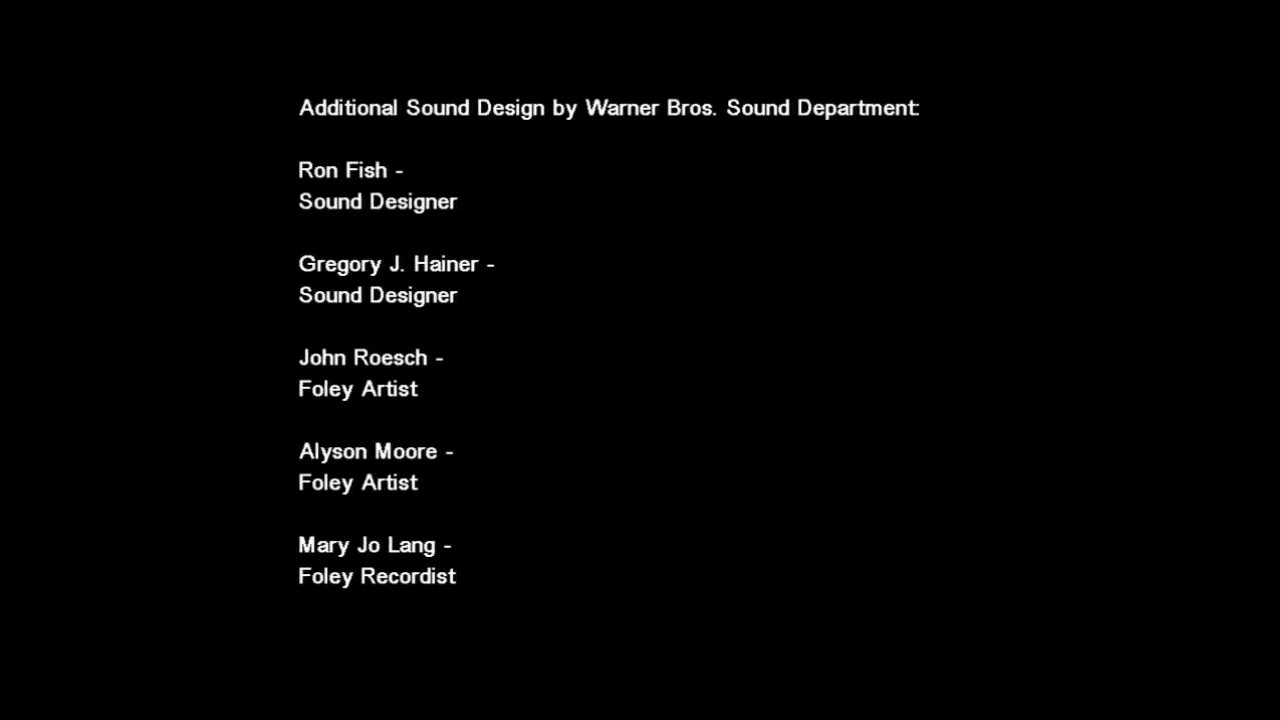 Additional Sound Design by Warner Bros. Sound Department:
Ron Fish -
Sound Designer
Gregory J. Hainer -
Sound Designer
John Roesch -
Foley Artist
Alyson Moore -
Foley Artist
Mary Jo Lang -
Foley Recordist